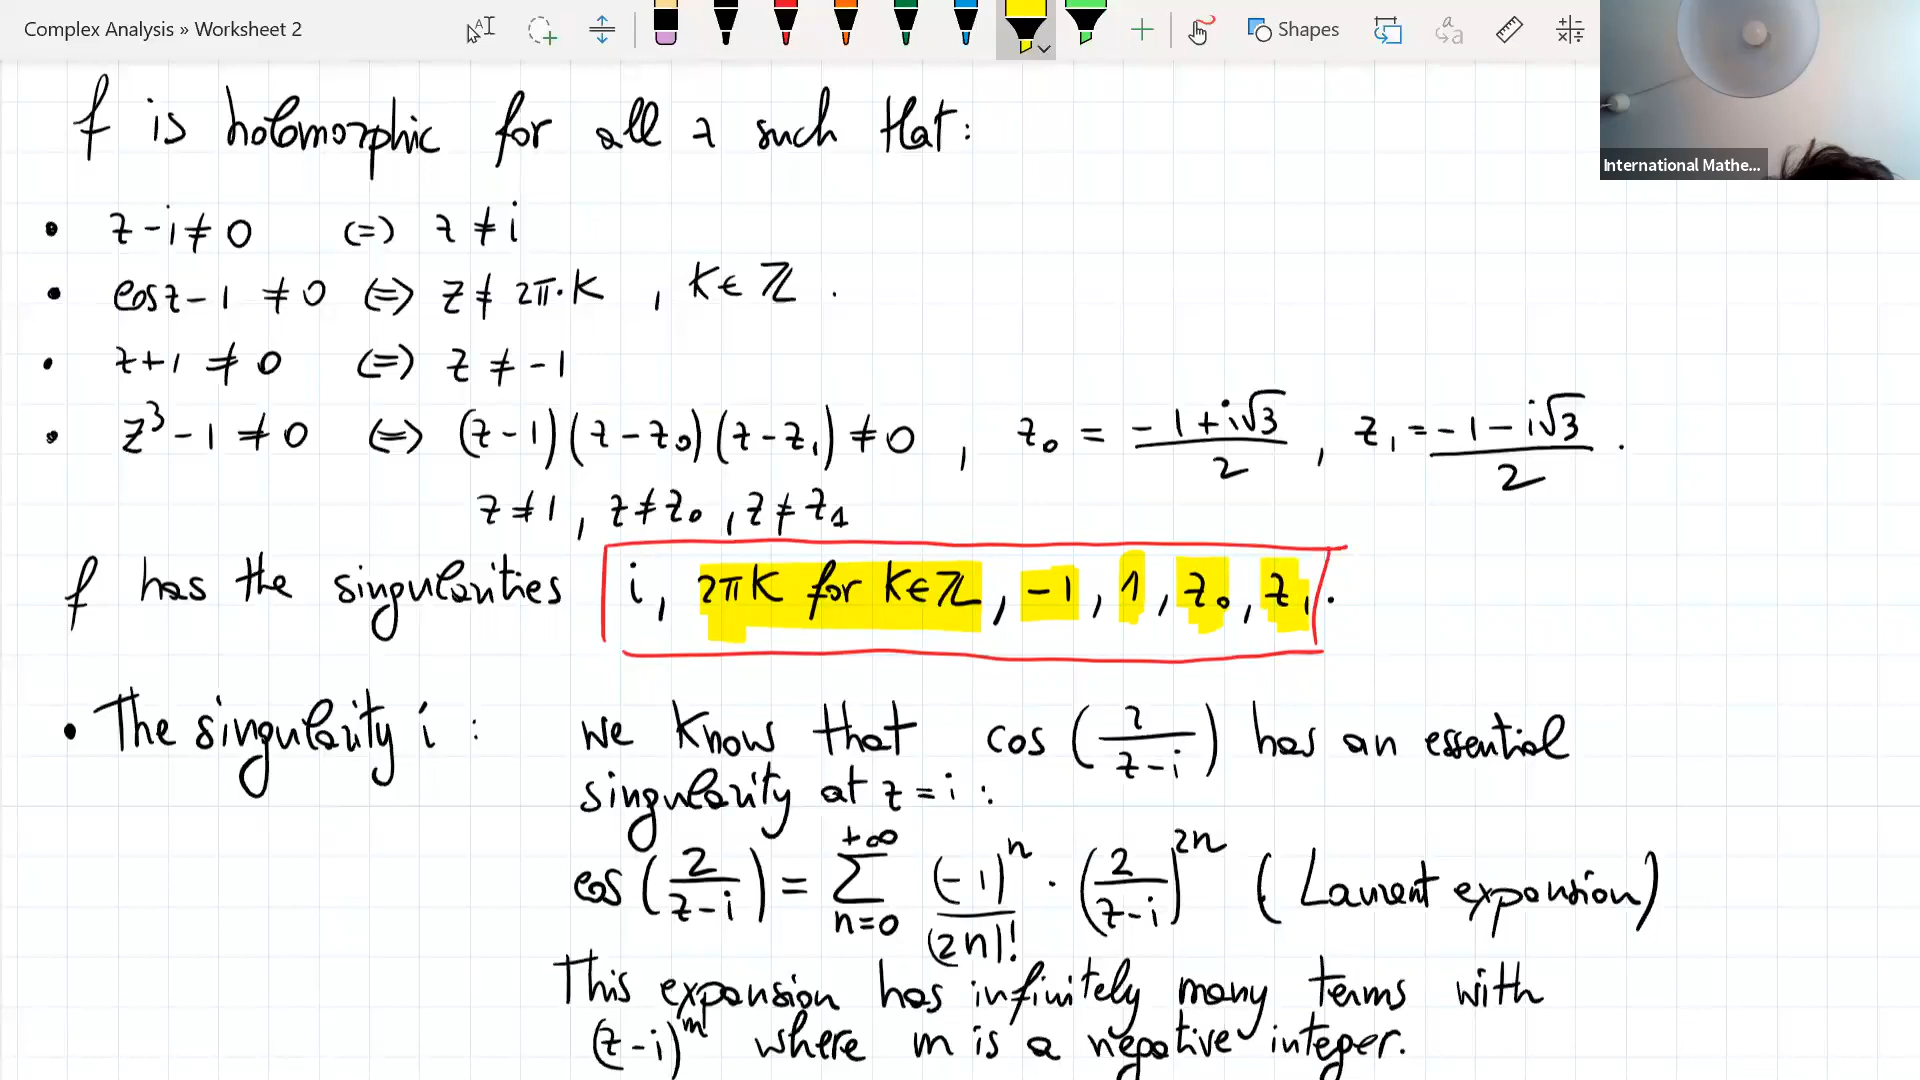 Complex Analysis » Worksheet 2
Shapes
International Mathe...
f is holomorphic for all z such that:
• z-i≠0 (=) z≠i
• cosz-1 ≠0 (=) z≠ 2π·K , K∈ℤ .
• z+1 ≠0 (=) z ≠ -1
• z³-1≠0 (=) (z-1)(z-z₀)(z-z₁)≠0 , z₀ = (-1+i√3)/2 , z₁ = (-1-i√3)/2 .
z≠1, z≠z₀, z≠z₁
f has the singularities i, 2πK for K∈ℤ, -1, 1, z₀, z₁.
• The singularity i : we know that cos(2/(z-i)) has an essential
singularity at z=i :
cos(2/(z-i)) = Σ_{n=0}^{+∞} (-1)ⁿ/(2n)! · (2/(z-i))²ⁿ (Laurent expansion)
This expansion has infinitely many terms with
(z-i)ᵐ where m is a negative integer.